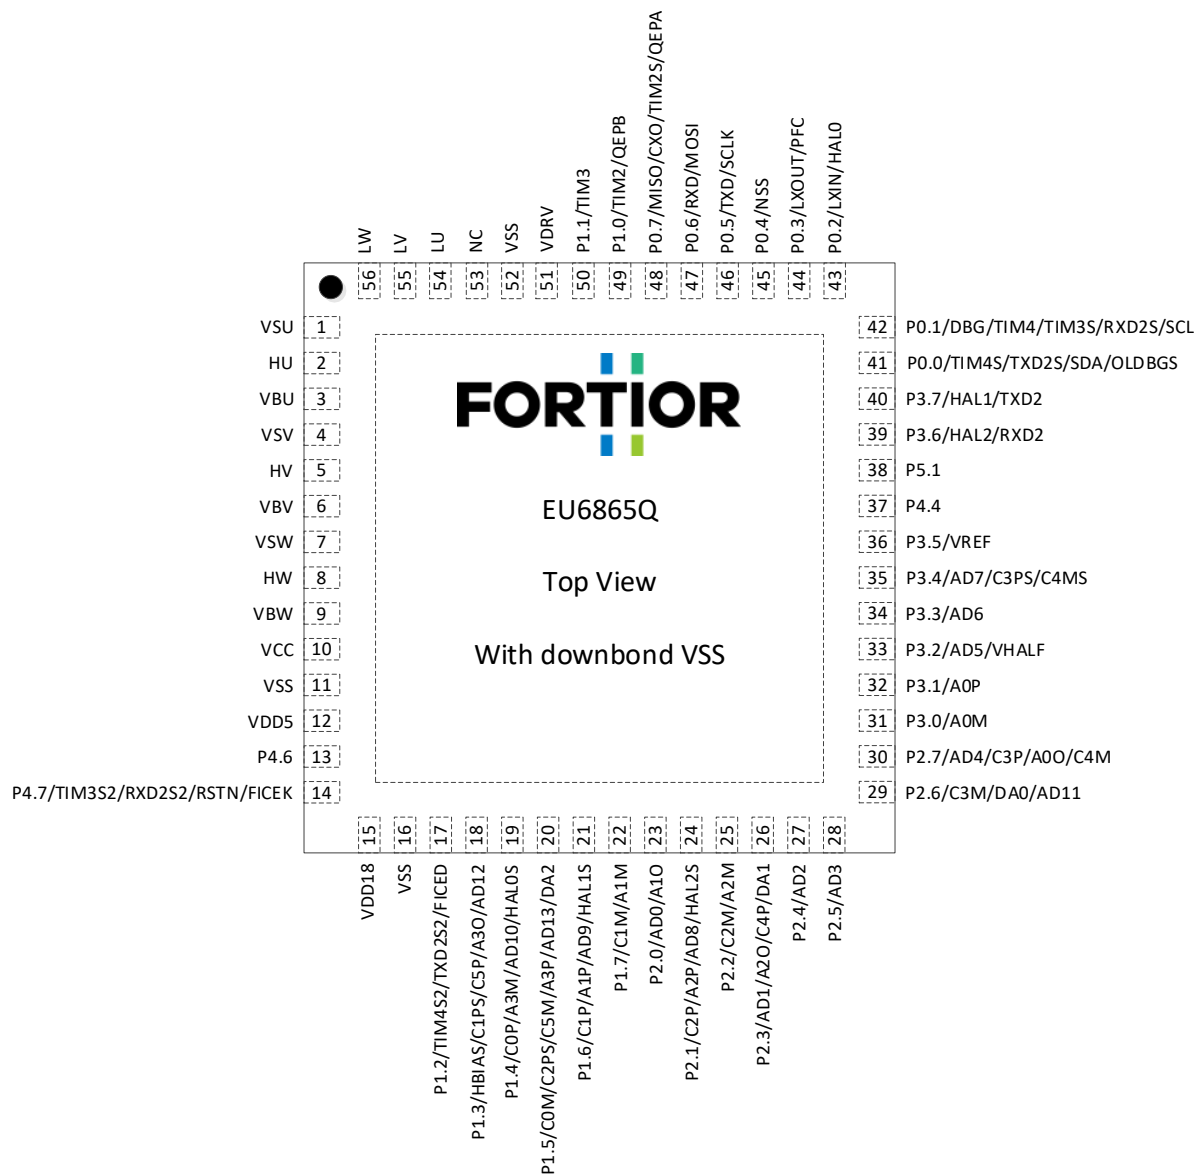 LW
LV
LU
NC
VSS
VDRV
P1.1/TIM3
P1.0/TIM2/QEPB
P0.7/MISO/CXO/TIM2S/QEPA
P0.6/RXD/MOSI
P0.5/TXD/SCLK
P0.4/NSS
P0.3/LXOUT/PFC
P0.2/LXIN/HAL0
56 55 54 53 52 51 50 49 48 47 46 45 44 43
VSU 1
HU 2
VBU 3
VSV 4
HV 5
VBV 6
VSW 7
HW 8
VBW 9
VCC 10
VSS 11
VDD5 12
P4.6 13
P4.7/TIM3S2/RXD2S2/RSTN/FICEK 14
FORTIOR
EU6865Q
Top View
With downbond VSS
42 P0.1/DBG/TIM4/TIM3S/RXD2S/SCL
41 P0.0/TIM4S/TXD2S/SDA/OLDBGS
40 P3.7/HAL1/TXD2
39 P3.6/HAL2/RXD2
38 P5.1
37 P4.4
36 P3.5/VREF
35 P3.4/AD7/C3PS/C4MS
34 P3.3/AD6
33 P3.2/AD5/VHALF
32 P3.1/A0P
31 P3.0/A0M
30 P2.7/AD4/C3P/A0O/C4M
29 P2.6/C3M/DA0/AD11
15 16 17 18 19 20 21 22 23 24 25 26 27 28
VDD18
VSS
P1.2/TIM4S2/TXD2S2/FICED
P1.3/HBIAS/C1PS/C5P/A3O/AD12
P1.4/C0P/A3M/AD10/HAL0S
P1.5/C0M/C2PS/C5M/A3P/AD13/DA2
P1.6/C1P/A1P/AD9/HAL1S
P1.7/C1M/A1M
P2.0/AD0/A1O
P2.1/C2P/A2P/AD8/HAL2S
P2.2/C2M/A2M
P2.3/AD1/A2O/C4P/DA1
P2.4/AD2
P2.5/AD3